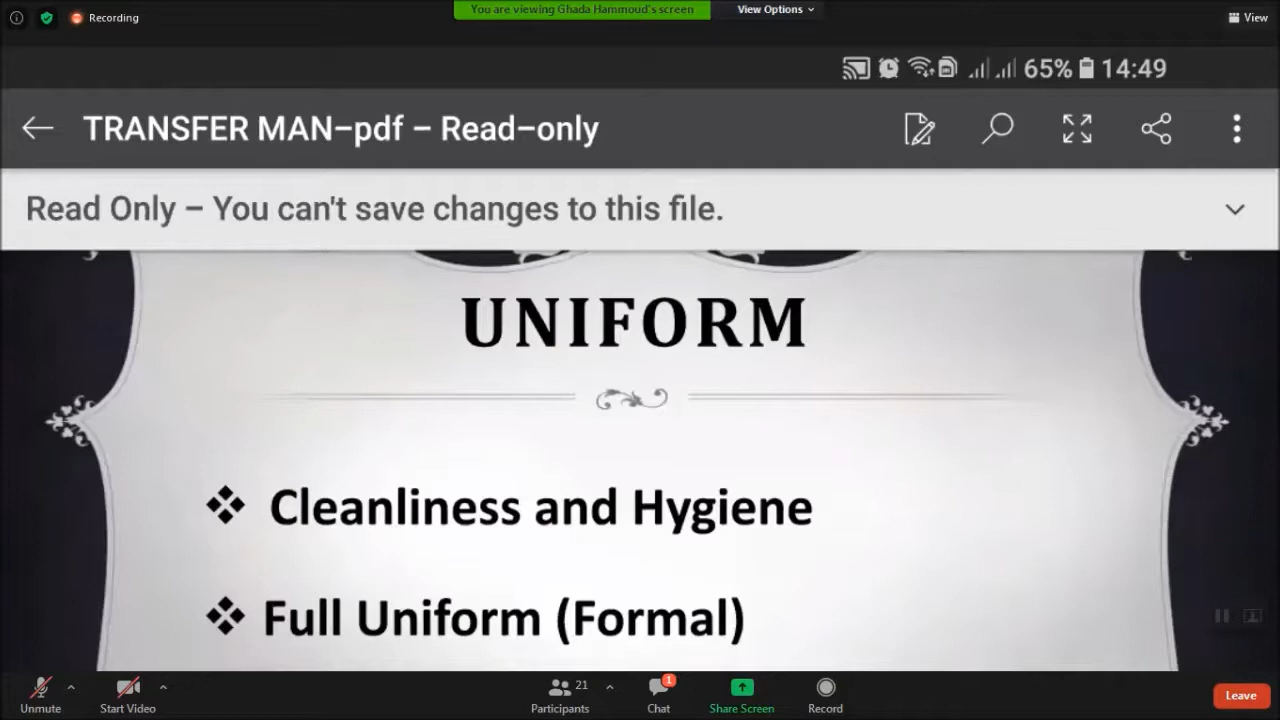 Recording
You are viewing Ghada Hammoud's screen
View Options
View
65% 14:49
TRANSFER MAN-pdf - Read-only
Read Only - You can't save changes to this file.
UNIFORM
❖ Cleanliness and Hygiene
❖ Full Uniform (Formal)
21
1
Unmute
Start Video
Participants
Chat
Share Screen
Record
Leave